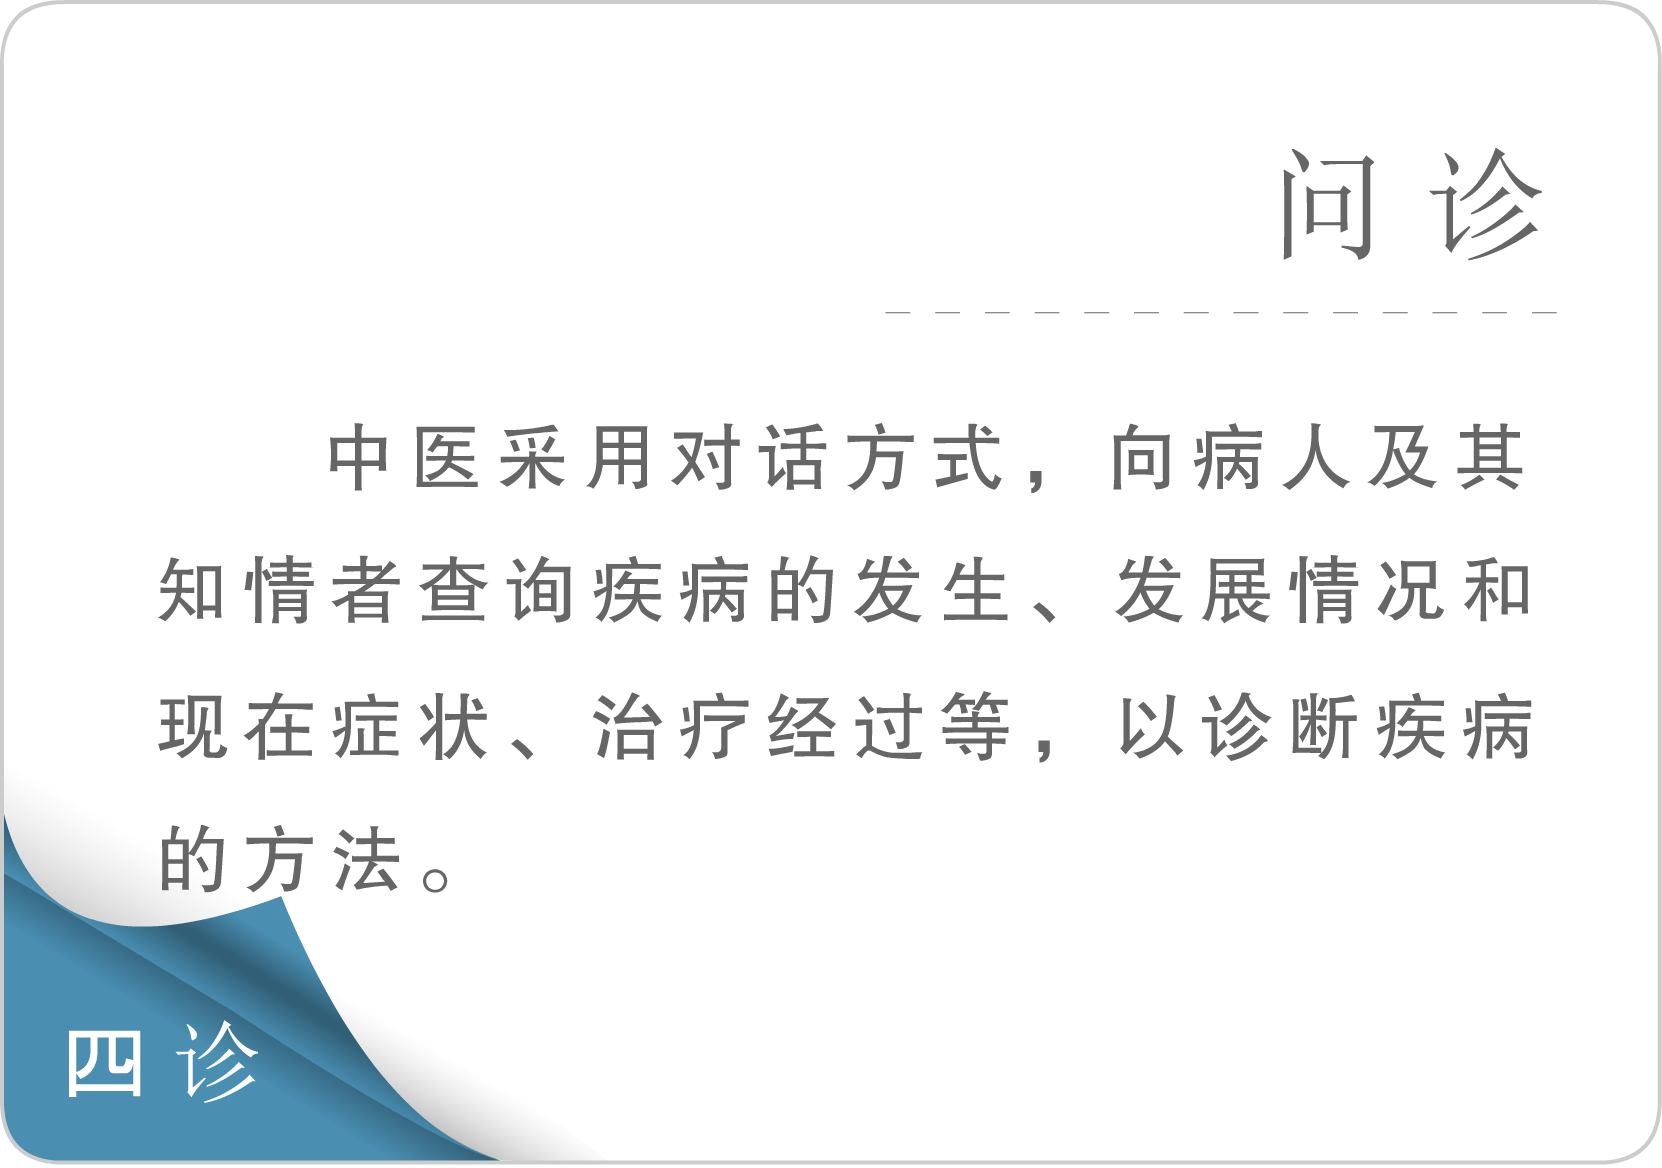 问诊
中医采用对话方式，向病人及其
知情者查询疾病的发生、发展情况和
现在症状、治疗经过等，以诊断疾病
的方法。
四诊